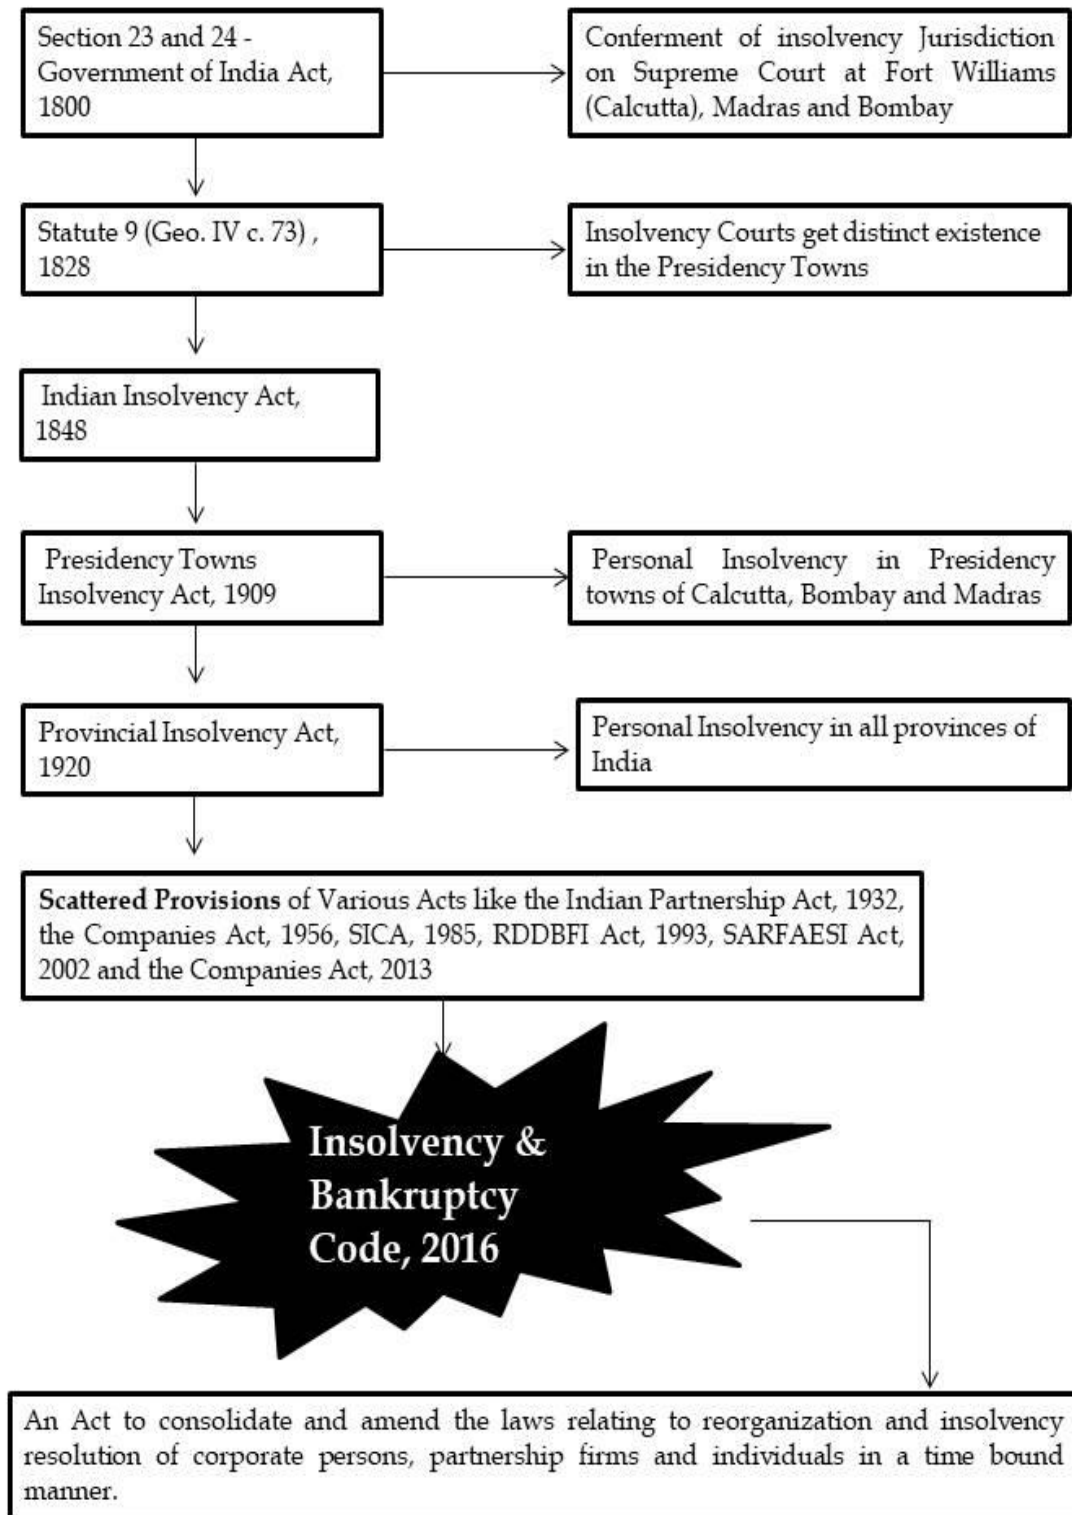 Section 23 and 24 -
Government of India Act,
1800
Conferment of insolvency Jurisdiction
on Supreme Court at Fort Williams
(Calcutta), Madras and Bombay
Statute 9 (Geo. IV c. 73) ,
1828
Insolvency Courts get distinct existence
in the Presidency Towns
Indian Insolvency Act,
1848
Presidency Towns
Insolvency Act, 1909
Personal Insolvency in Presidency
towns of Calcutta, Bombay and Madras
Provincial Insolvency Act,
1920
Personal Insolvency in all provinces of
India
Scattered Provisions of Various Acts like the Indian Partnership Act, 1932,
the Companies Act, 1956, SICA, 1985, RDDBFI Act, 1993, SARFAESI Act,
2002 and the Companies Act, 2013
Insolvency &
Bankruptcy
Code, 2016
An Act to consolidate and amend the laws relating to reorganization and insolvency
resolution of corporate persons, partnership firms and individuals in a time bound
manner.